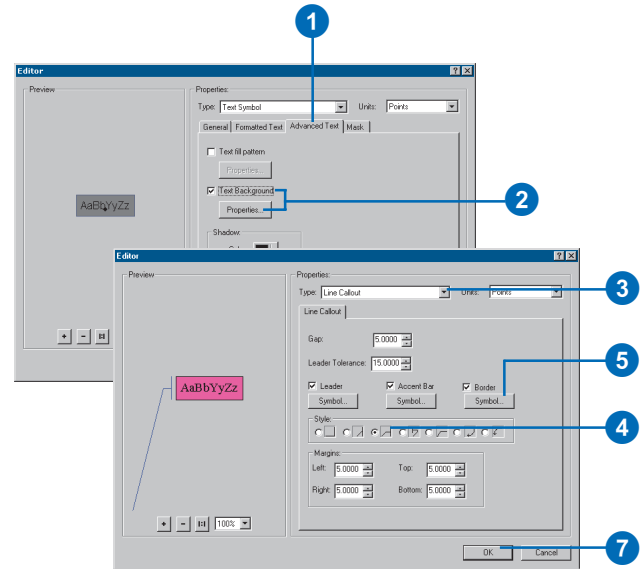 1
Editor
Preview
Properties:
Type: Text Symbol Units: Points
General Formatted Text Advanced Text Mask
Text fill pattern
Properties...
Text Background
Properties...
2
AaBbYyZz
Shadow:
Editor
Preview
Properties:
Type: Line Callout Units: Points
3
Line Callout
Gap: 5.0000
Leader Tolerance: 15.0000
5
Leader Accent Bar Border
Symbol... Symbol... Symbol...
AaBbYyZz
Style:
4
Margins:
Left: 5.0000 Top: 5.0000
Right: 5.0000 Bottom: 5.0000
+ - 1:1 100%
OK Cancel
7